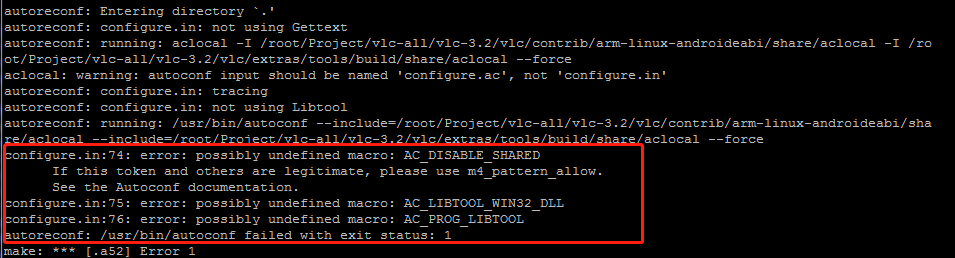 autoreconf: Entering directory `.'
autoreconf: configure.in: not using Gettext
autoreconf: running: aclocal -I /root/Project/vlc-all/vlc-3.2/vlc/contrib/arm-linux-androideabi/share/aclocal -I /ro
ot/Project/vlc-all/vlc-3.2/vlc/extras/tools/build/share/aclocal --force
aclocal: warning: autoconf input should be named 'configure.ac', not 'configure.in'
autoreconf: configure.in: tracing
autoreconf: configure.in: not using Libtool
autoreconf: running: /usr/bin/autoconf --include=/root/Project/vlc-all/vlc-3.2/vlc/contrib/arm-linux-androideabi/sha
re/aclocal --include=/root/Project/vlc-all/vlc-3.2/vlc/extras/tools/build/share/aclocal --force
configure.in:74: error: possibly undefined macro: AC_DISABLE_SHARED
If this token and others are legitimate, please use m4_pattern_allow.
See the Autoconf documentation.
configure.in:75: error: possibly undefined macro: AC_LIBTOOL_WIN32_DLL
configure.in:76: error: possibly undefined macro: AC_PROG_LIBTOOL
autoreconf: /usr/bin/autoconf failed with exit status: 1
make: *** [.a52] Error 1